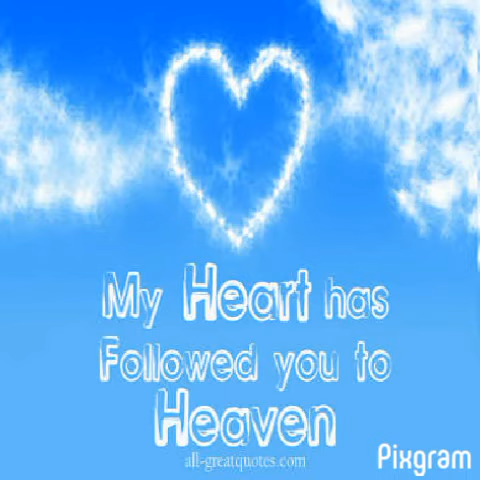 My Heart has
Followed you to
Heaven
all-greatquotes.com
Pixgram